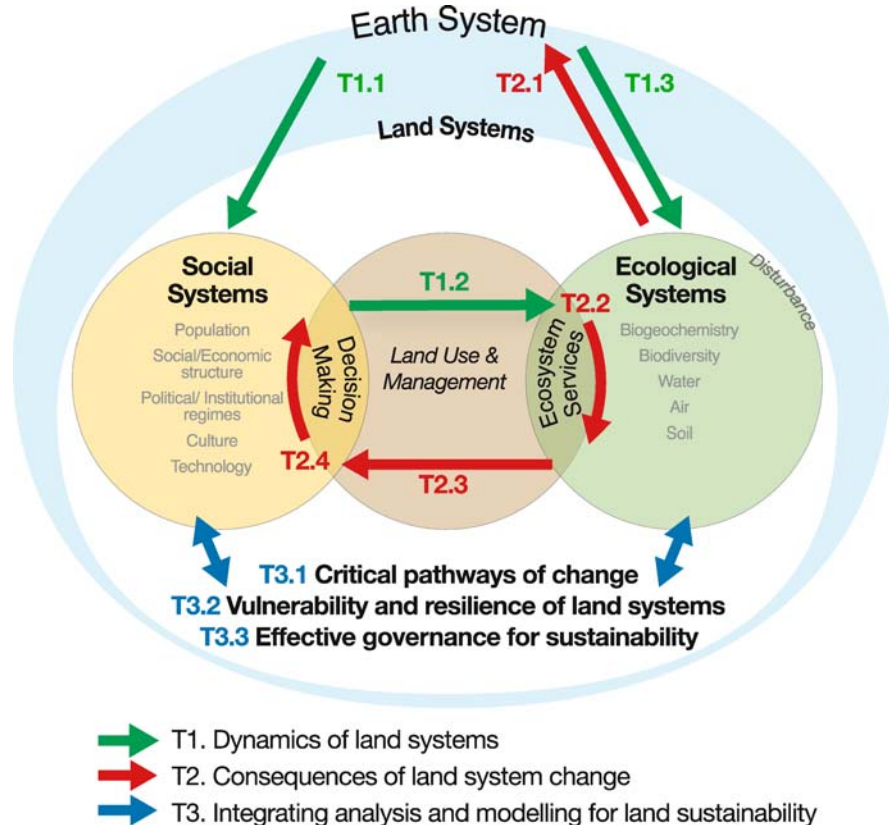 Earth System
T1.1
T2.1
T1.3
Land Systems
Social
Systems
Population
Social/Economic
structure
Political/ Institutional
regimes
Culture
Technology
Decision
Making
T1.2
Land Use &
Management
T2.3
T2.4
T2.2
Ecosystem
Services
Ecological
Systems
Biogeochemistry
Biodiversity
Water
Air
Soil
Disturbance
T3.1 Critical pathways of change
T3.2 Vulnerability and resilience of land systems
T3.3 Effective governance for sustainability
T1. Dynamics of land systems
T2. Consequences of land system change
T3. Integrating analysis and modelling for land sustainability